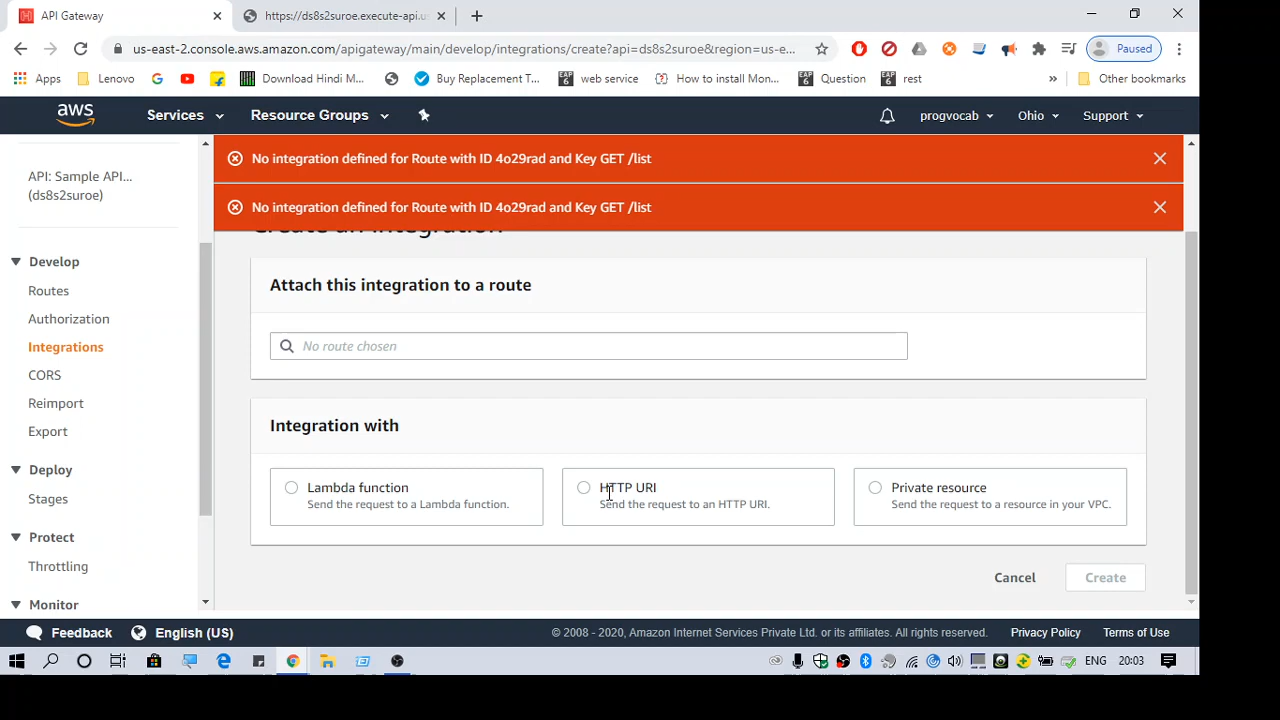 API Gateway
https://ds8s2suroe.execute-api.us
us-east-2.console.aws.amazon.com/apigateway/main/develop/integrations/create?api=ds8s2suroe&region=us-e...
Paused
Apps
Lenovo
Download Hindi M...
Buy Replacement T...
web service
How to Install Mon...
Question
rest
»
Other bookmarks
aws
Services
Resource Groups
progvocab
Ohio
Support
No integration defined for Route with ID 4o29rad and Key GET /list
No integration defined for Route with ID 4o29rad and Key GET /list
API: Sample API...
(ds8s2suroe)
Develop
Routes
Authorization
Integrations
CORS
Reimport
Export
Deploy
Stages
Protect
Throttling
Monitor
Create an integration
Attach this integration to a route
No route chosen
Integration with
Lambda function
Send the request to a Lambda function.
HTTP URI
Send the request to an HTTP URI.
Private resource
Send the request to a resource in your VPC.
Cancel
Create
Feedback
English (US)
© 2008 - 2020, Amazon Internet Services Private Ltd. or its affiliates. All rights reserved.
Privacy Policy
Terms of Use
ENG
20:03